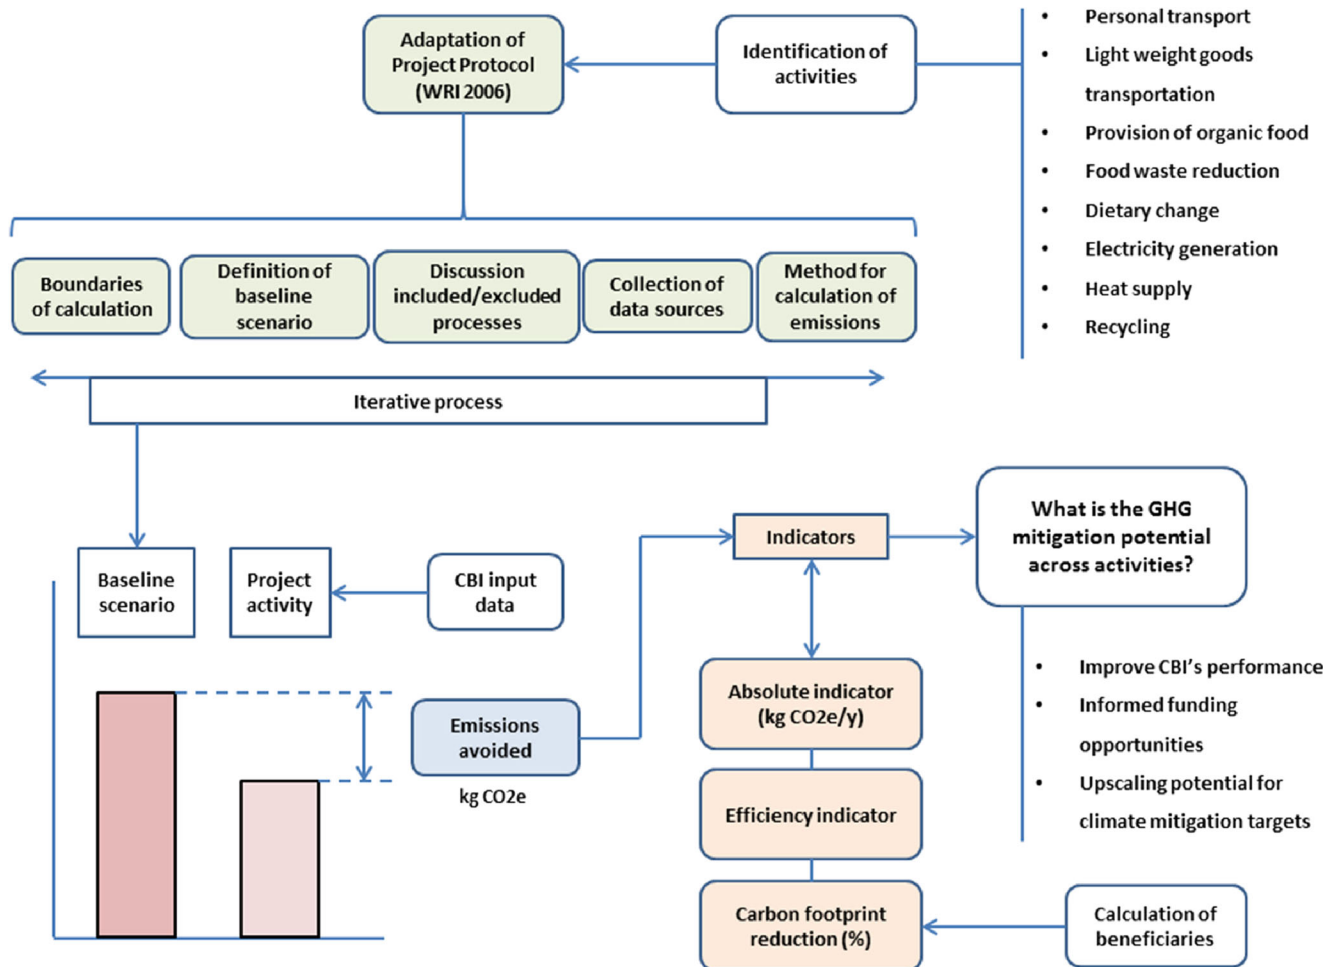 Adaptation of
Project Protocol
(WRI 2006)
Identification of
activities
• Personal transport
• Light weight goods
transportation
• Provision of organic food
• Food waste reduction
• Dietary change
• Electricity generation
• Heat supply
• Recycling
Boundaries
of calculation
Definition of
baseline
scenario
Discussion
included/excluded
processes
Collection of
data sources
Method for
calculation of
emissions
Iterative process
Baseline
scenario
Project
activity
CBI input
data
Indicators
What is the GHG
mitigation potential
across activities?
Emissions
avoided
kg CO2e
Absolute indicator
(kg CO2e/y)
Efficiency indicator
Carbon footprint
reduction (%)
• Improve CBI's performance
• Informed funding
opportunities
• Upscaling potential for
climate mitigation targets
Calculation of
beneficiaries